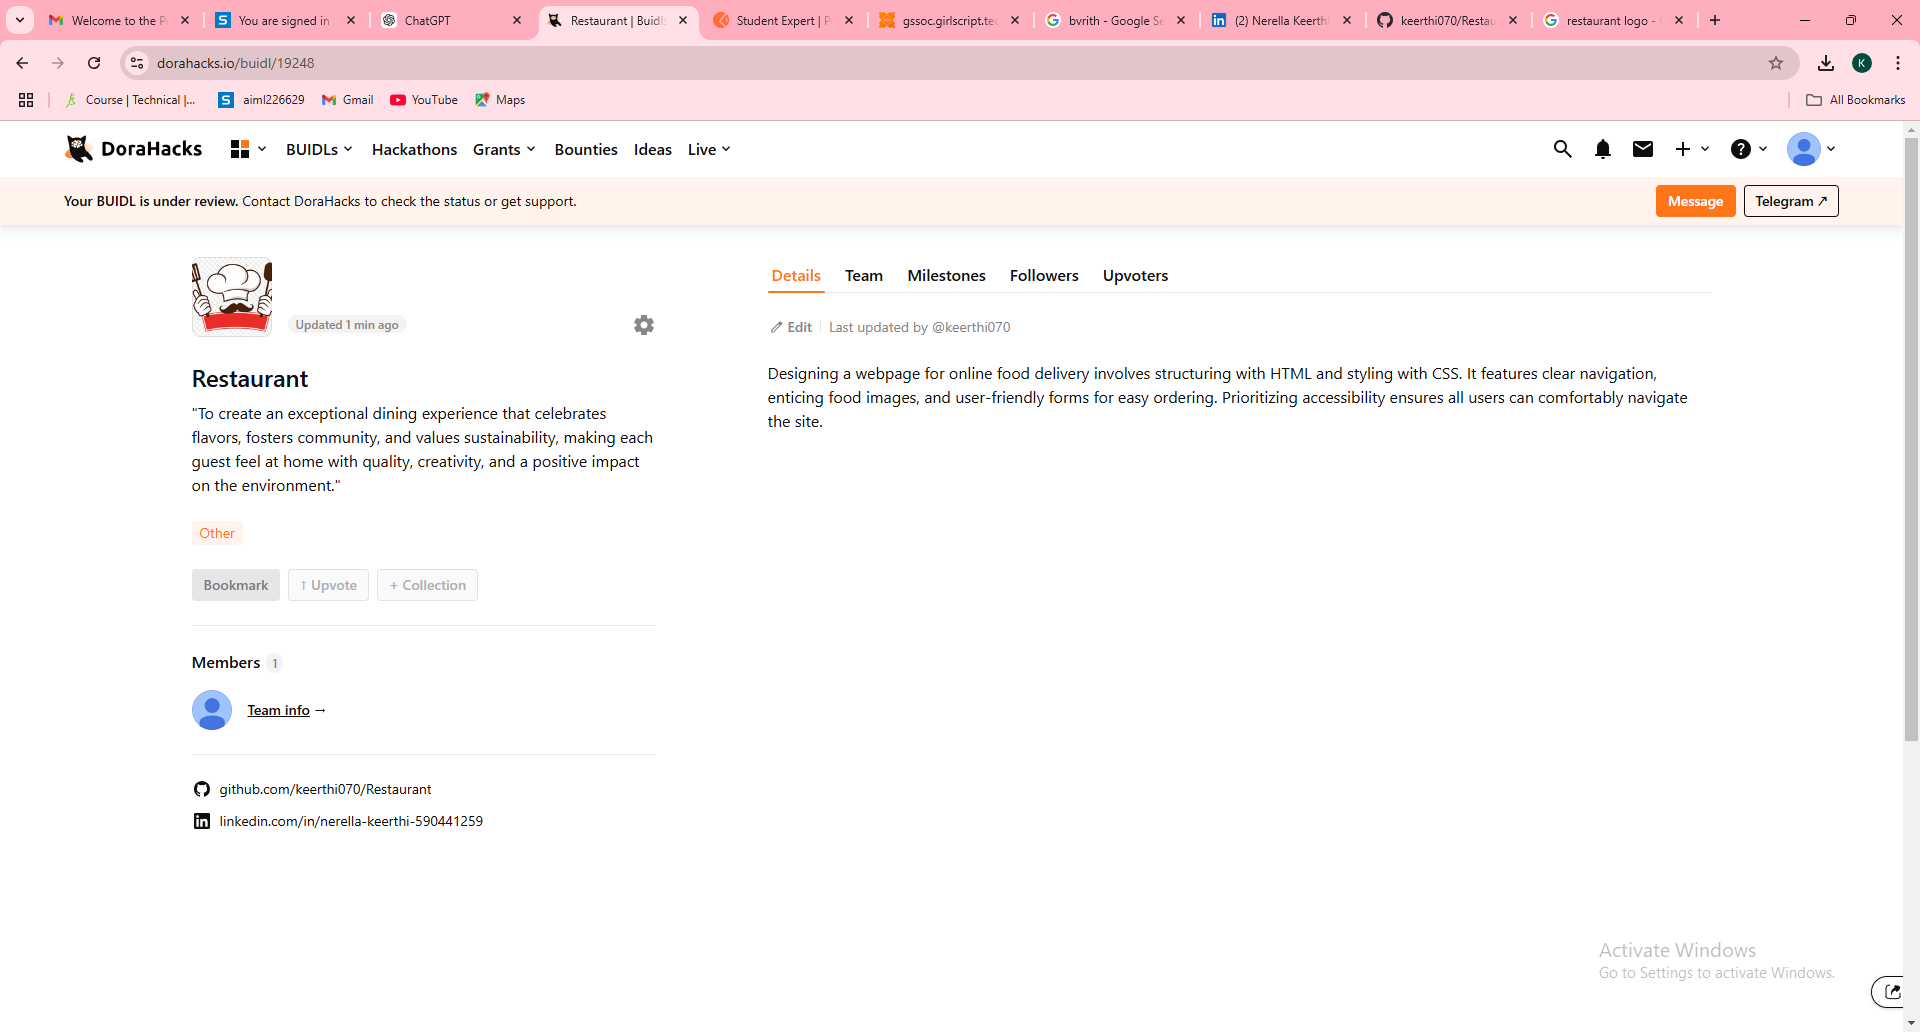 Welcome to the P
You are signed in
ChatGPT
Restaurant | Buidl
Student Expert | P
gssoc.girlscript.tec
bvrith - Google Se
(2) Nerella Keerthi
keerthi070/Restau
restaurant logo -
dorahacks.io/buidl/19248
K
Course | Technical |...
aiml226629
Gmail
YouTube
Maps
All Bookmarks
DoraHacks
BUIDLs
Hackathons
Grants
Bounties
Ideas
Live
Your BUIDL is under review. Contact DoraHacks to check the status or get support.
Message
Telegram ↗
Updated 1 min ago
Restaurant
"To create an exceptional dining experience that celebrates
flavors, fosters community, and values sustainability, making each
guest feel at home with quality, creativity, and a positive impact
on the environment."
Other
Bookmark
↑ Upvote
+ Collection
Members 1
Team info →
github.com/keerthi070/Restaurant
linkedin.com/in/nerella-keerthi-590441259
Details
Team
Milestones
Followers
Upvoters
Edit
Last updated by @keerthi070
Designing a webpage for online food delivery involves structuring with HTML and styling with CSS. It features clear navigation,
enticing food images, and user-friendly forms for easy ordering. Prioritizing accessibility ensures all users can comfortably navigate
the site.
Activate Windows
Go to Settings to activate Windows.